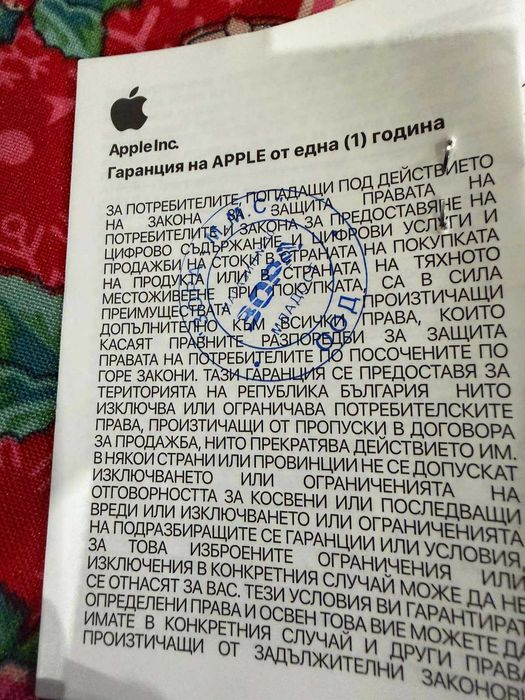 Apple Inc.
Гаранция на APPLE от една (1) година
ЗА ПОТРЕБИТЕЛИТЕ, ПОПАДАЩИ ПОД ДЕЙСТВИЕТО
НА ЗАКОНА ЗА ЗАЩИТА ПРАВАТА НА
ПОТРЕБИТЕЛИТЕ И ЗАКОНА ЗА ПРЕДОСТАВЯНЕ НА
ЦИФРОВО СЪДЪРЖАНИЕ И ЦИФРОВИ УСЛУГИ И
ПРОДАЖБИ НА СТОКИ В СТРАНАТА НА ПОКУПКАТА
НА ПРОДУКТА ИЛИ В СТРАНАТА НА ТЯХНОТО
МЕСТОЖИВЕЕНЕ ПРИ ПОКУПКАТА, СА В СИЛА
ПРЕИМУЩЕСТВАТА ПРОИЗТИЧАЩИ
ДОПЪЛНИТЕЛНО КЪМ ВСИЧКИ ПРАВА, КОИТО
КАСАЯТ ПРАВНИТЕ РАЗПОРЕДБИ ЗА ЗАЩИТА
ПРАВАТА НА ПОТРЕБИТЕЛИТЕ ПО ПОСОЧЕНИТЕ ПО
ГОРЕ ЗАКОНИ. ТАЗИ ГАРАНЦИЯ СЕ ПРЕДОСТАВЯ ЗА
ТЕРИТОРИЯТА НА РЕПУБЛИКА БЪЛГАРИЯ НИТО
ИЗКЛЮЧВА ИЛИ ОГРАНИЧАВА ПОТРЕБИТЕЛСКИТЕ
ПРАВА, ПРОИЗТИЧАЩИ ОТ ПРОПУСКИ В ДОГОВОРА
ЗА ПРОДАЖБА, НИТО ПРЕКРАТЯВА ДЕЙСТВИЕТО ИМ.
В НЯКОИ СТРАНИ ИЛИ ПРОВИНЦИИ НЕ СЕ ДОПУСКАТ
ИЗКЛЮЧВАНЕТО ИЛИ ОГРАНИЧЕНИЯТА НА
ОТГОВОРНОСТТА ЗА КОСВЕНИ ИЛИ ПОСЛЕДВАЩИ
ВРЕДИ ИЛИ ИЗКЛЮЧВАНЕТО ИЛИ ОГРАНИЧЕНИЯТА
НА ПОДРАЗБИРАЩИТЕ СЕ ГАРАНЦИИ ИЛИ УСЛОВИЯ,
ЗА ТОВА ИЗБРОЕНИТЕ ОГРАНИЧЕНИЯ ИЛИ
ИЗКЛЮЧЕНИЯ В КОНКРЕТНИЯ СЛУЧАЙ МОЖЕ ДА НЕ
СЕ ОТНАСЯТ ЗА ВАС. ТЕЗИ УСЛОВИЯ ВИ ГАРАНТИРАТ
ОПРЕДЕЛЕНИ ПРАВА И ОСВЕН ТОВА ВИЕ МОЖЕТЕ ДА
ИМАТЕ В КОНКРЕТНИЯ СЛУЧАЙ И ДРУГИ ПРАВА
ПРОИЗТИЧАЩИ ОТ ЗАДЪЛЖИТЕЛНИ ЗАКОНОВИ